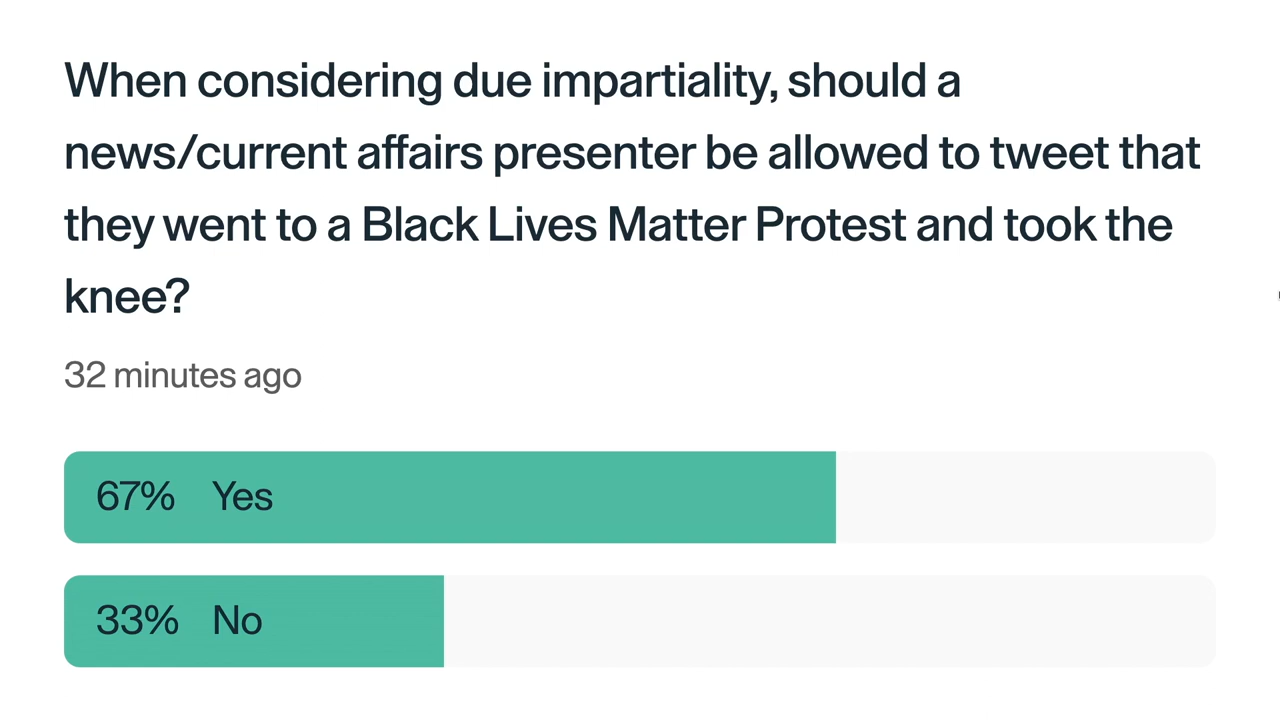 When considering due impartiality, should a
news/current affairs presenter be allowed to tweet that
they went to a Black Lives Matter Protest and took the
knee?
32 minutes ago
67% Yes
33% No